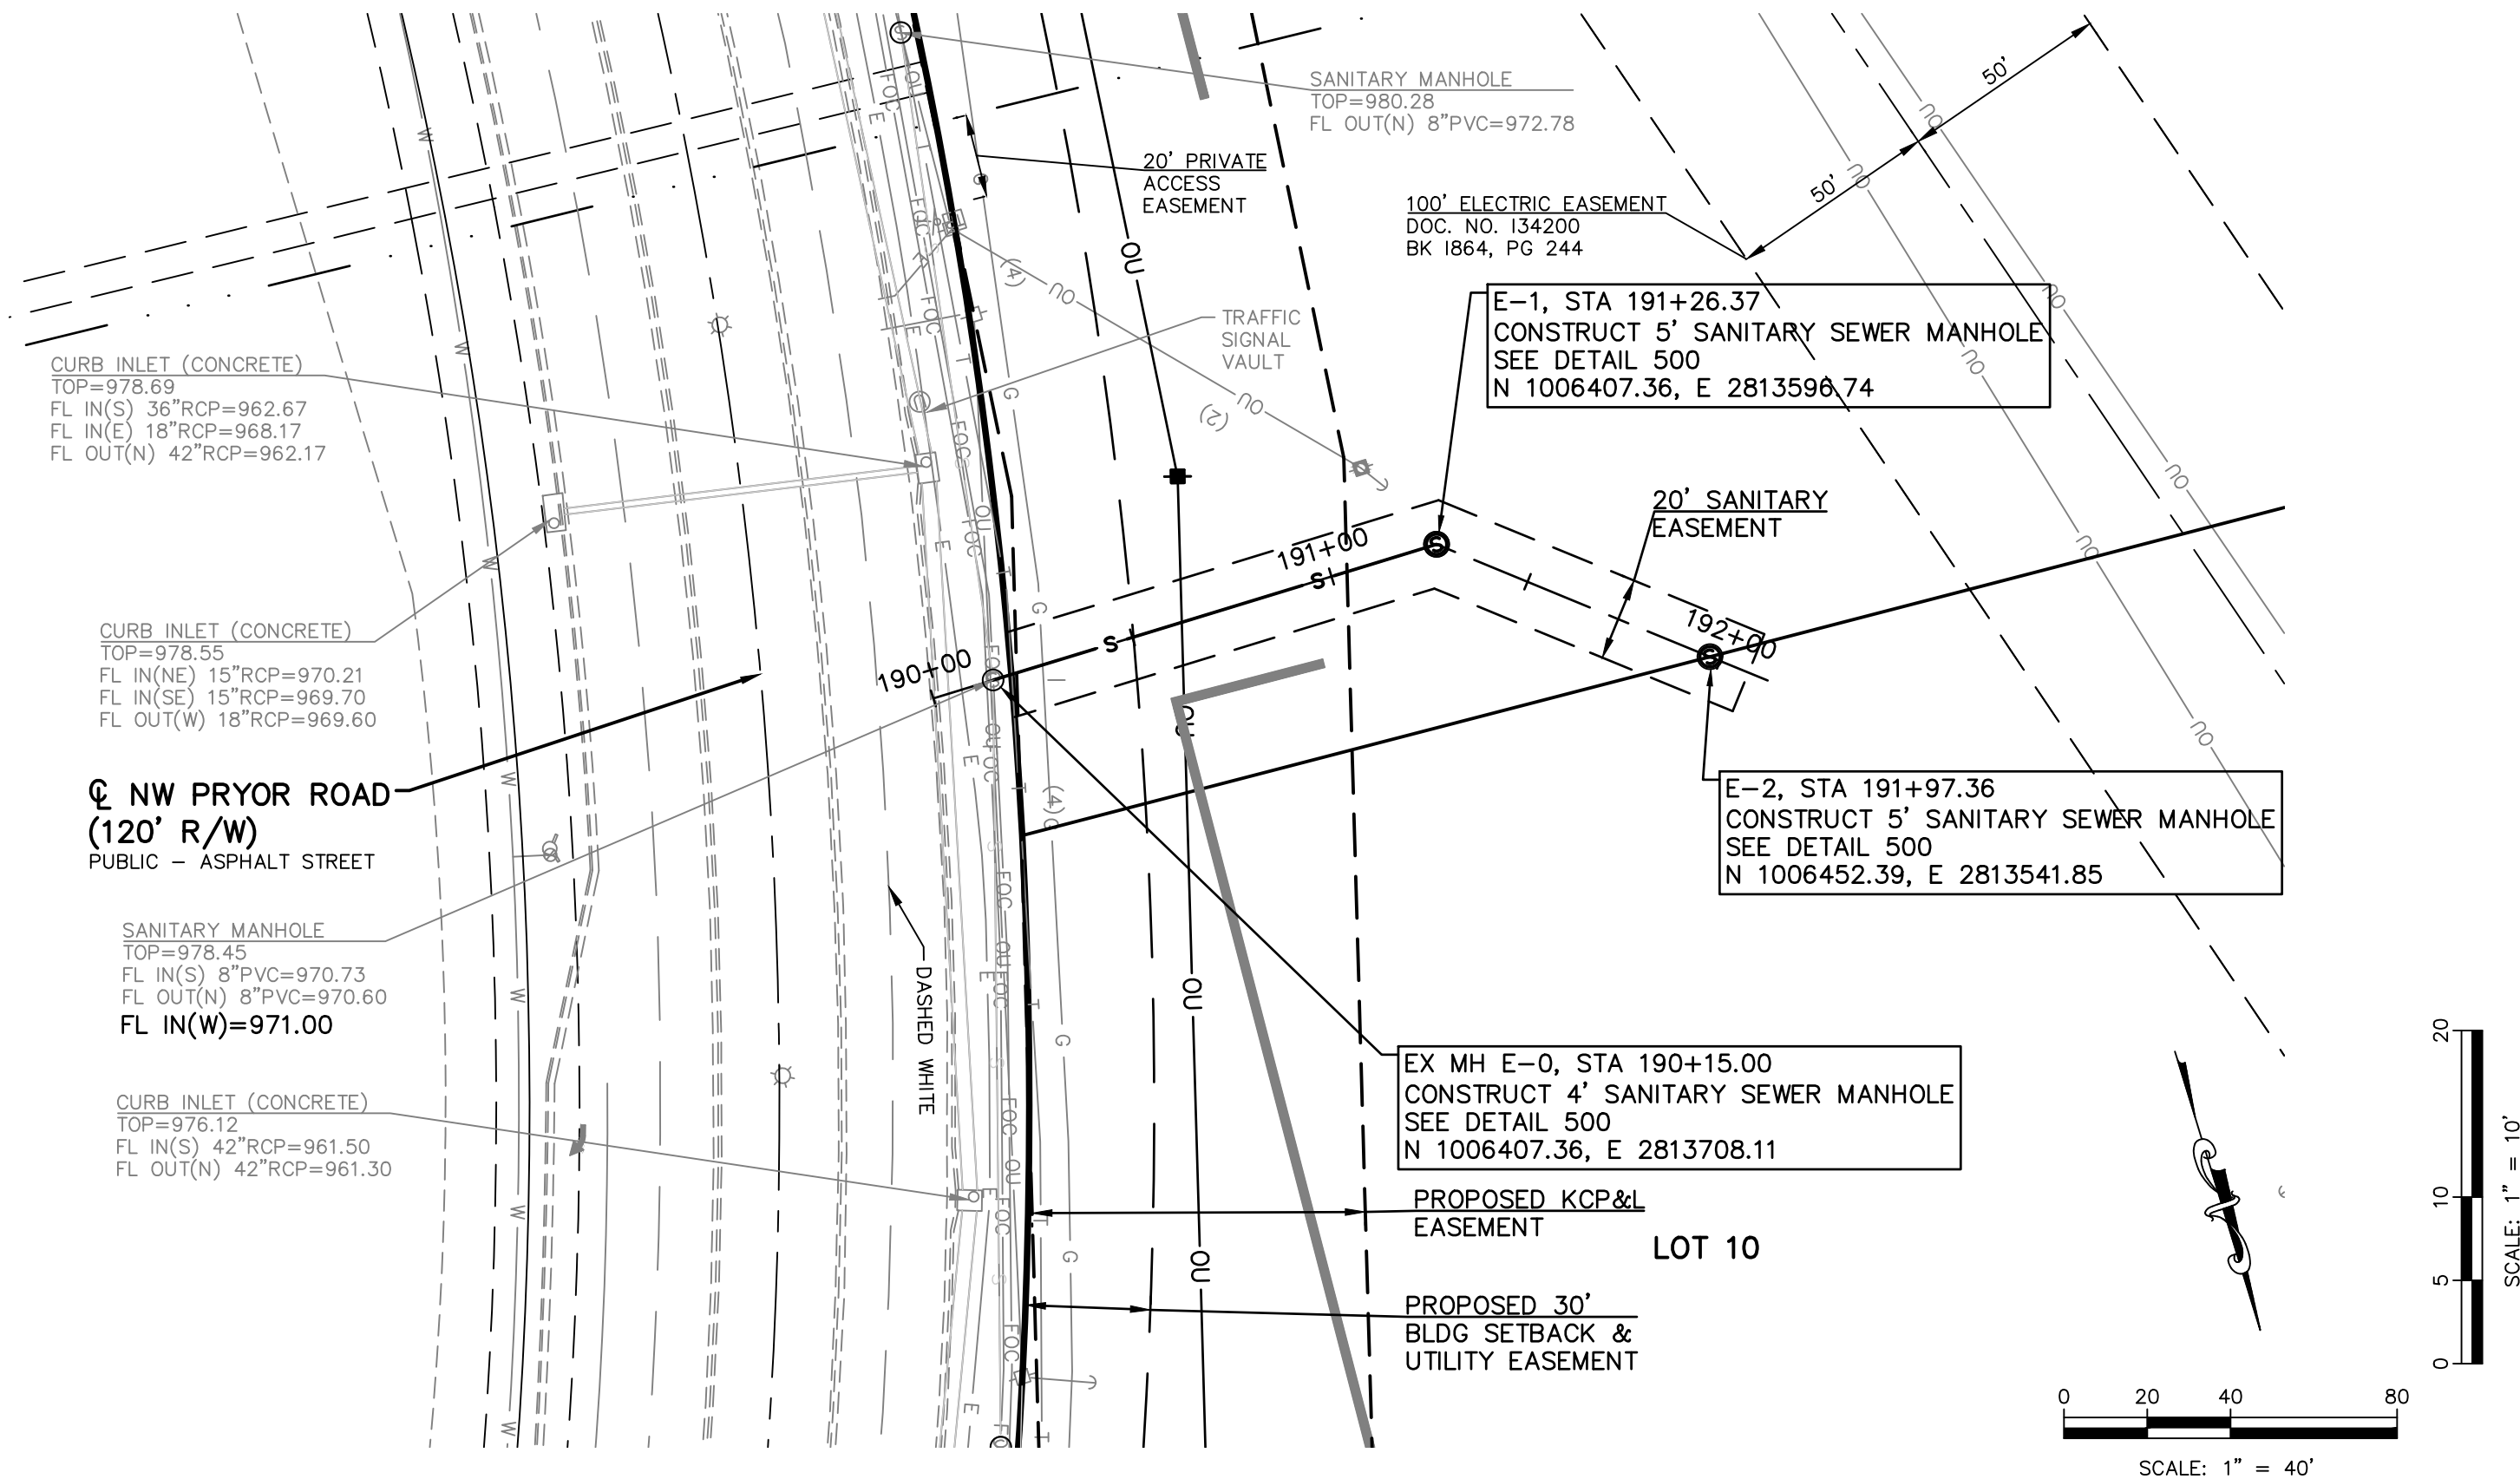 SANITARY MANHOLE
TOP=980.28
FL OUT(N) 8"PVC=972.78
20' PRIVATE
ACCESS
EASEMENT
50'
50'
100' ELECTRIC EASEMENT
DOC. NO. I34200
BK I864, PG 244
E-1, STA 191+26.37
CONSTRUCT 5' SANITARY SEWER MANHOLE
SEE DETAIL 500
N 1006407.36, E 2813596.74
TRAFFIC
SIGNAL
VAULT
CURB INLET (CONCRETE)
TOP=978.69
FL IN(S) 36"RCP=962.67
FL IN(E) 18"RCP=968.17
FL OUT(N) 42"RCP=962.17
(4)
(2)
20' SANITARY
EASEMENT
190+00
191+00
192+00
S
S
S
S
CURB INLET (CONCRETE)
TOP=978.55
FL IN(NE) 15"RCP=970.21
FL IN(SE) 15"RCP=969.70
FL OUT(W) 18"RCP=969.60
℄ NW PRYOR ROAD
(120' R/W)
PUBLIC - ASPHALT STREET
E-2, STA 191+97.36
CONSTRUCT 5' SANITARY SEWER MANHOLE
SEE DETAIL 500
N 1006452.39, E 2813541.85
(4)
SANITARY MANHOLE
TOP=978.45
FL IN(S) 8"PVC=970.73
FL OUT(N) 8"PVC=970.60
FL IN(W)=971.00
DASHED WHITE
EX MH E-0, STA 190+15.00
CONSTRUCT 4' SANITARY SEWER MANHOLE
SEE DETAIL 500
N 1006407.36, E 2813708.11
CURB INLET (CONCRETE)
TOP=976.12
FL IN(S) 42"RCP=961.50
FL OUT(N) 42"RCP=961.30
PROPOSED KCP&L
EASEMENT
LOT 10
PROPOSED 30'
BLDG SETBACK &
UTILITY EASEMENT
OU
OU
OU
OU
W
W
W
W
W
W
W
G
G
G
G
FOC
FOC
FOC
FOC
20
10
5
0
SCALE: 1" = 10'
0 20 40 80
SCALE: 1" = 40'